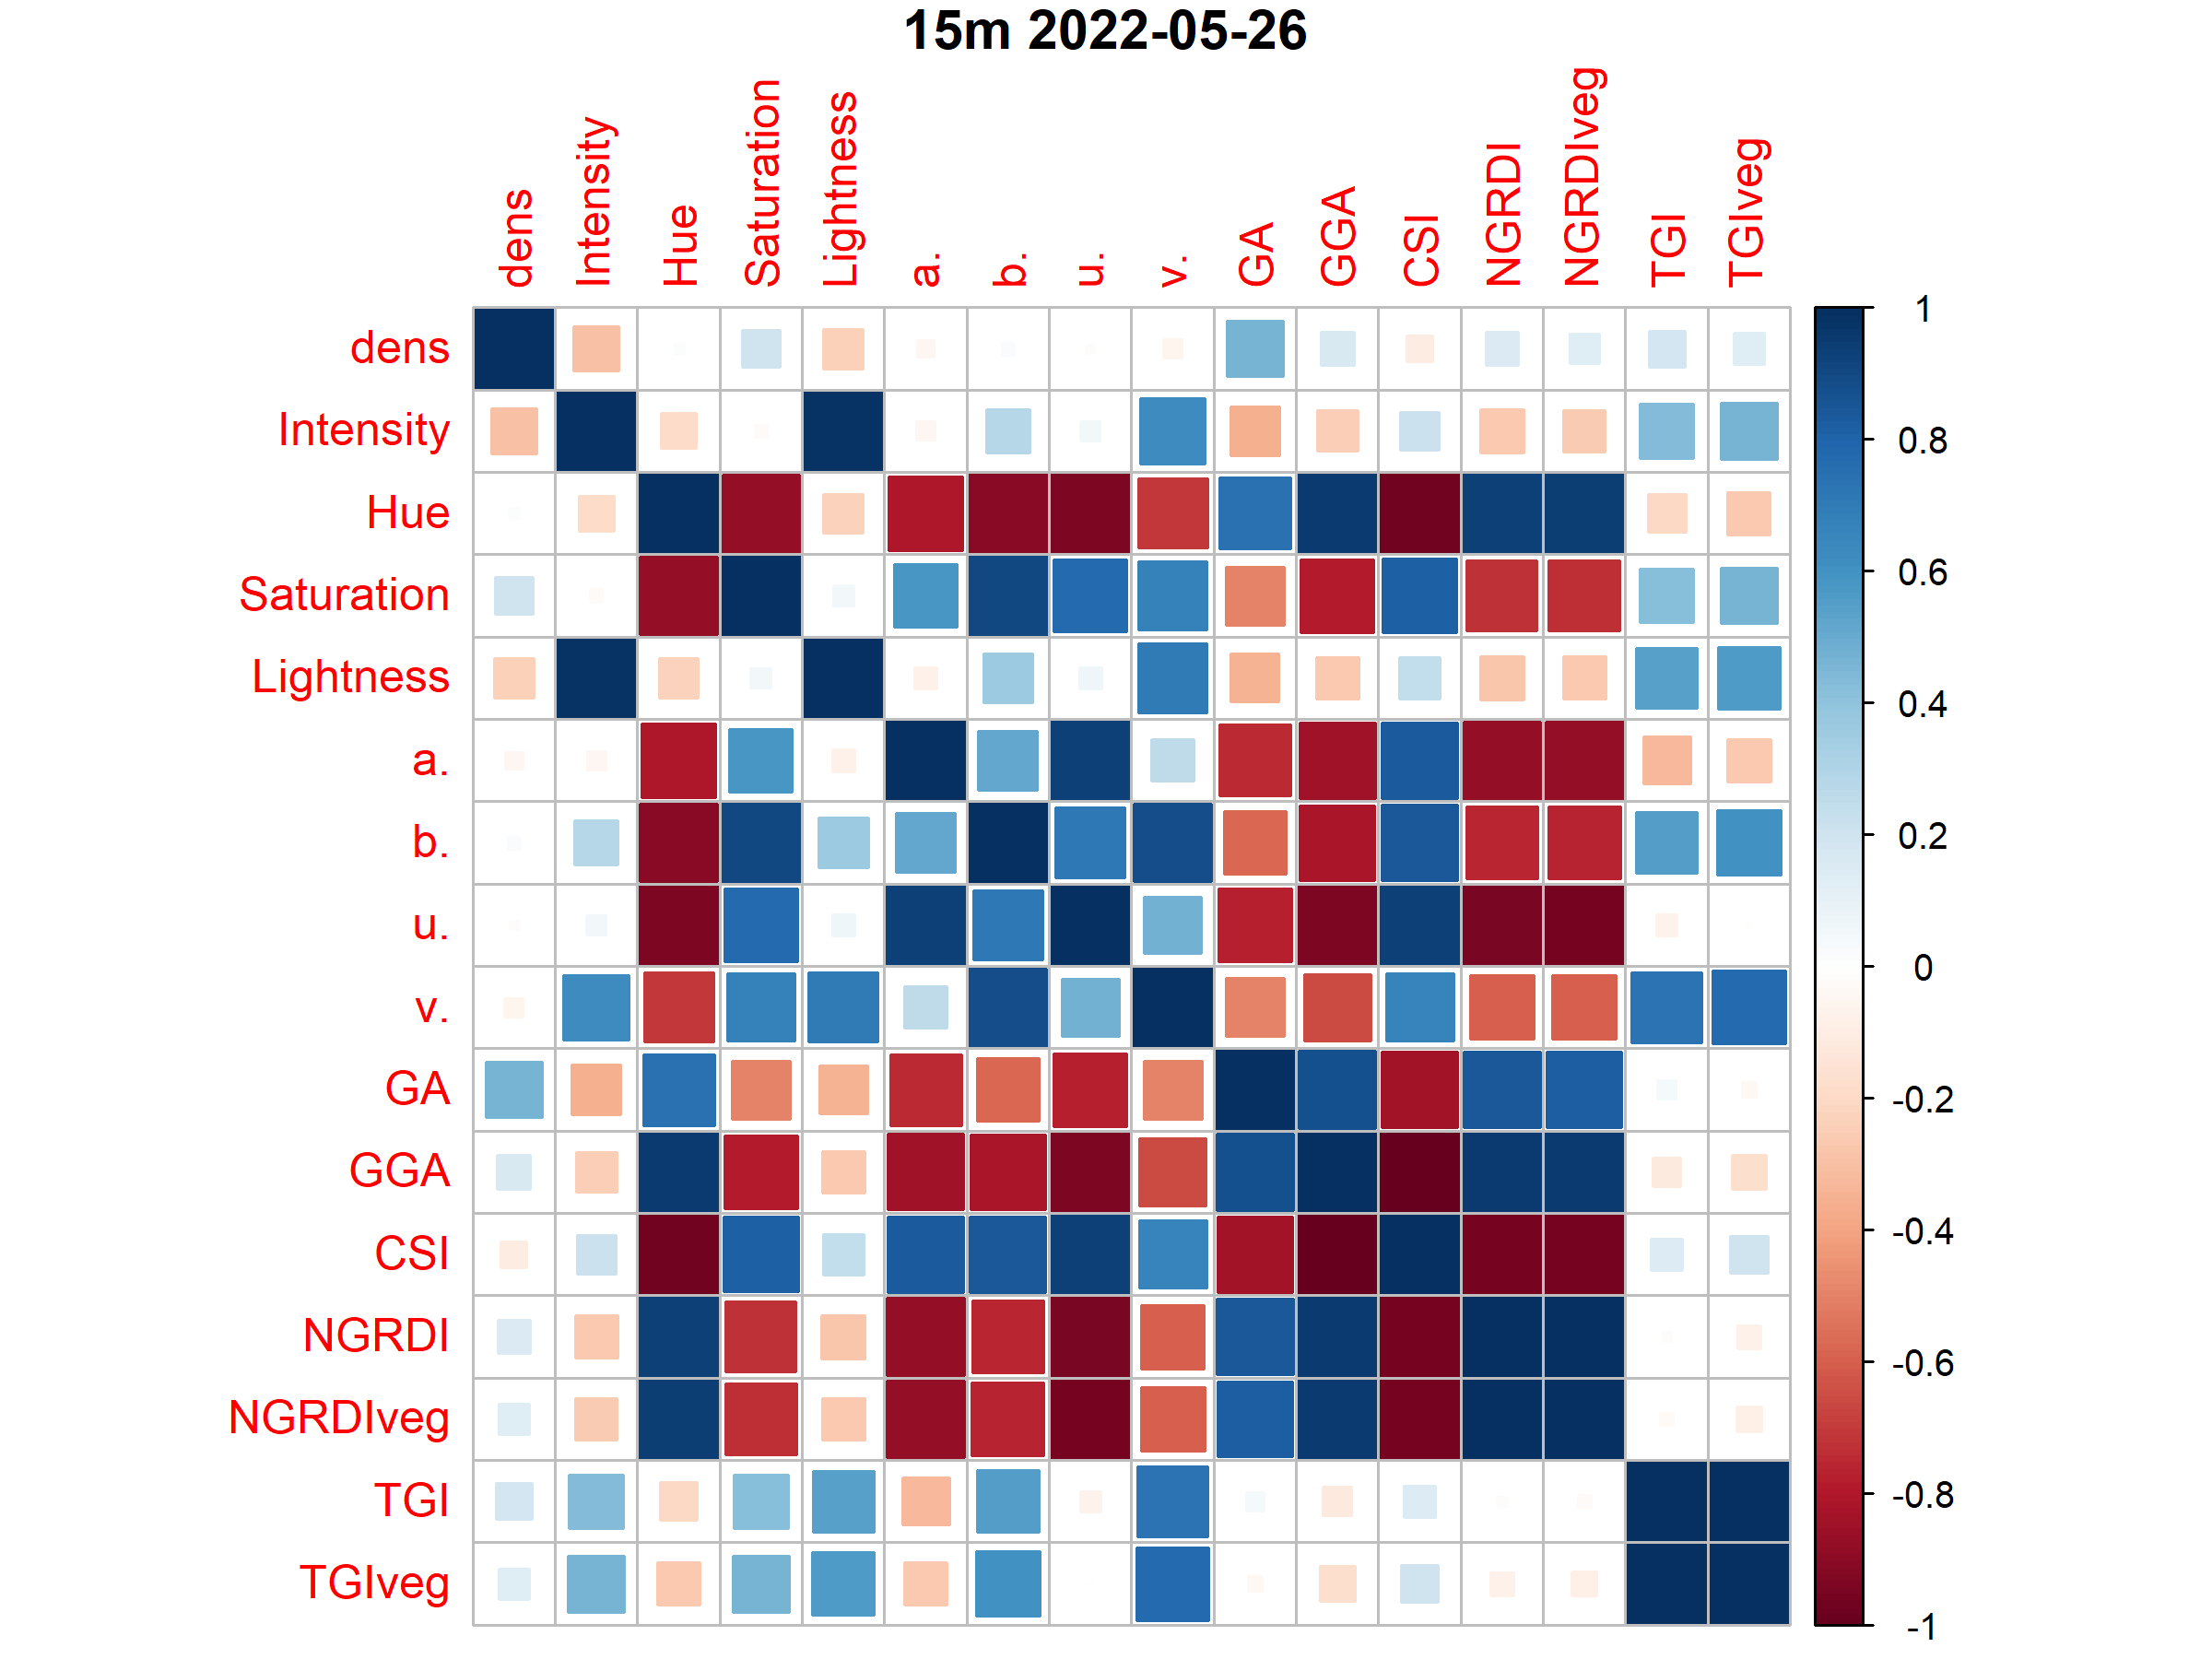 15m 2022-05-26
dens Intensity Hue Saturation Lightness a. b. u. v. GA GGA CSI NGRDI NGRDIveg TGI TGIveg
dens
Intensity
Hue
Saturation
Lightness
a.
b.
u.
v.
GA
GGA
CSI
NGRDI
NGRDIveg
TGI
TGIveg
1
0.8
0.6
0.4
0.2
0
-0.2
-0.4
-0.6
-0.8
-1